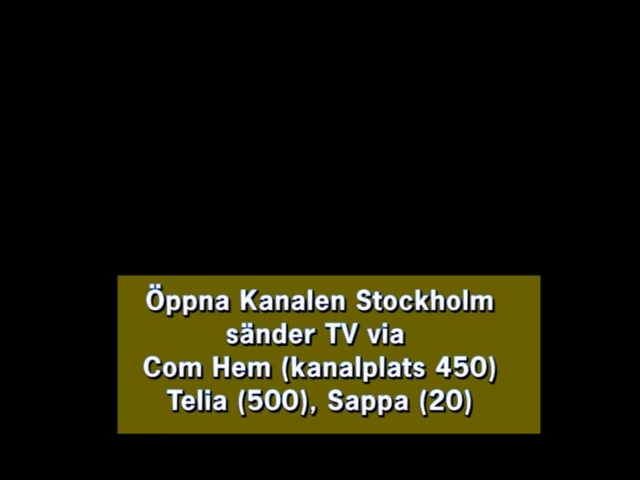 Öppna Kanalen Stockholm
sänder TV via
Com Hem (kanalplats 450)
Telia (500), Sappa (20)